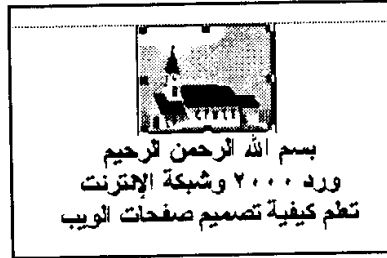 بسم الله الرحمن الرحيم
ورد ٢٠٠٠ وشبكة الإنترنت
تعلم كيفية تصميم صفحات الويب